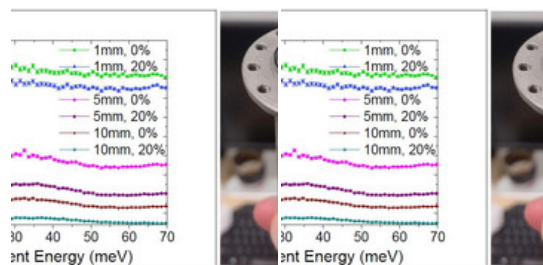 1mm, 0%
1mm, 20%
5mm, 0%
5mm, 20%
10mm, 0%
10mm, 20%
30 40 50 60 70
ent Energy (meV)
1mm, 0%
1mm, 20%
5mm, 0%
5mm, 20%
10mm, 0%
10mm, 20%
30 40 50 60 70
ent Energy (meV)